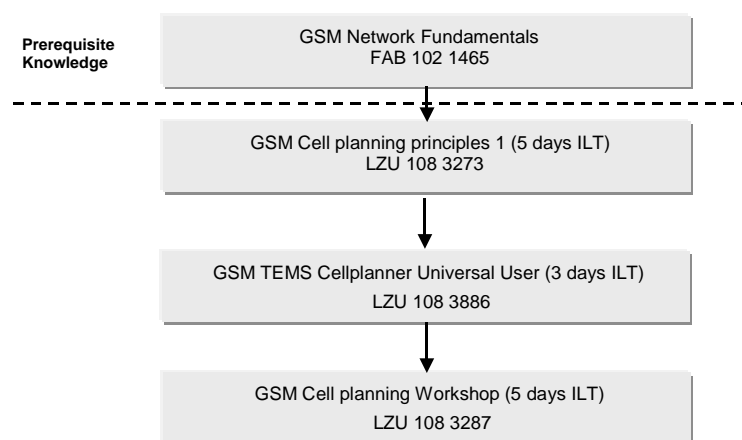 GSM Network Fundamentals
FAB 102 1465
Prerequisite
Knowledge
GSM Cell planning principles 1 (5 days ILT)
LZU 108 3273
GSM TEMS Cellplanner Universal User (3 days ILT)
LZU 108 3886
GSM Cell planning Workshop (5 days ILT)
LZU 108 3287